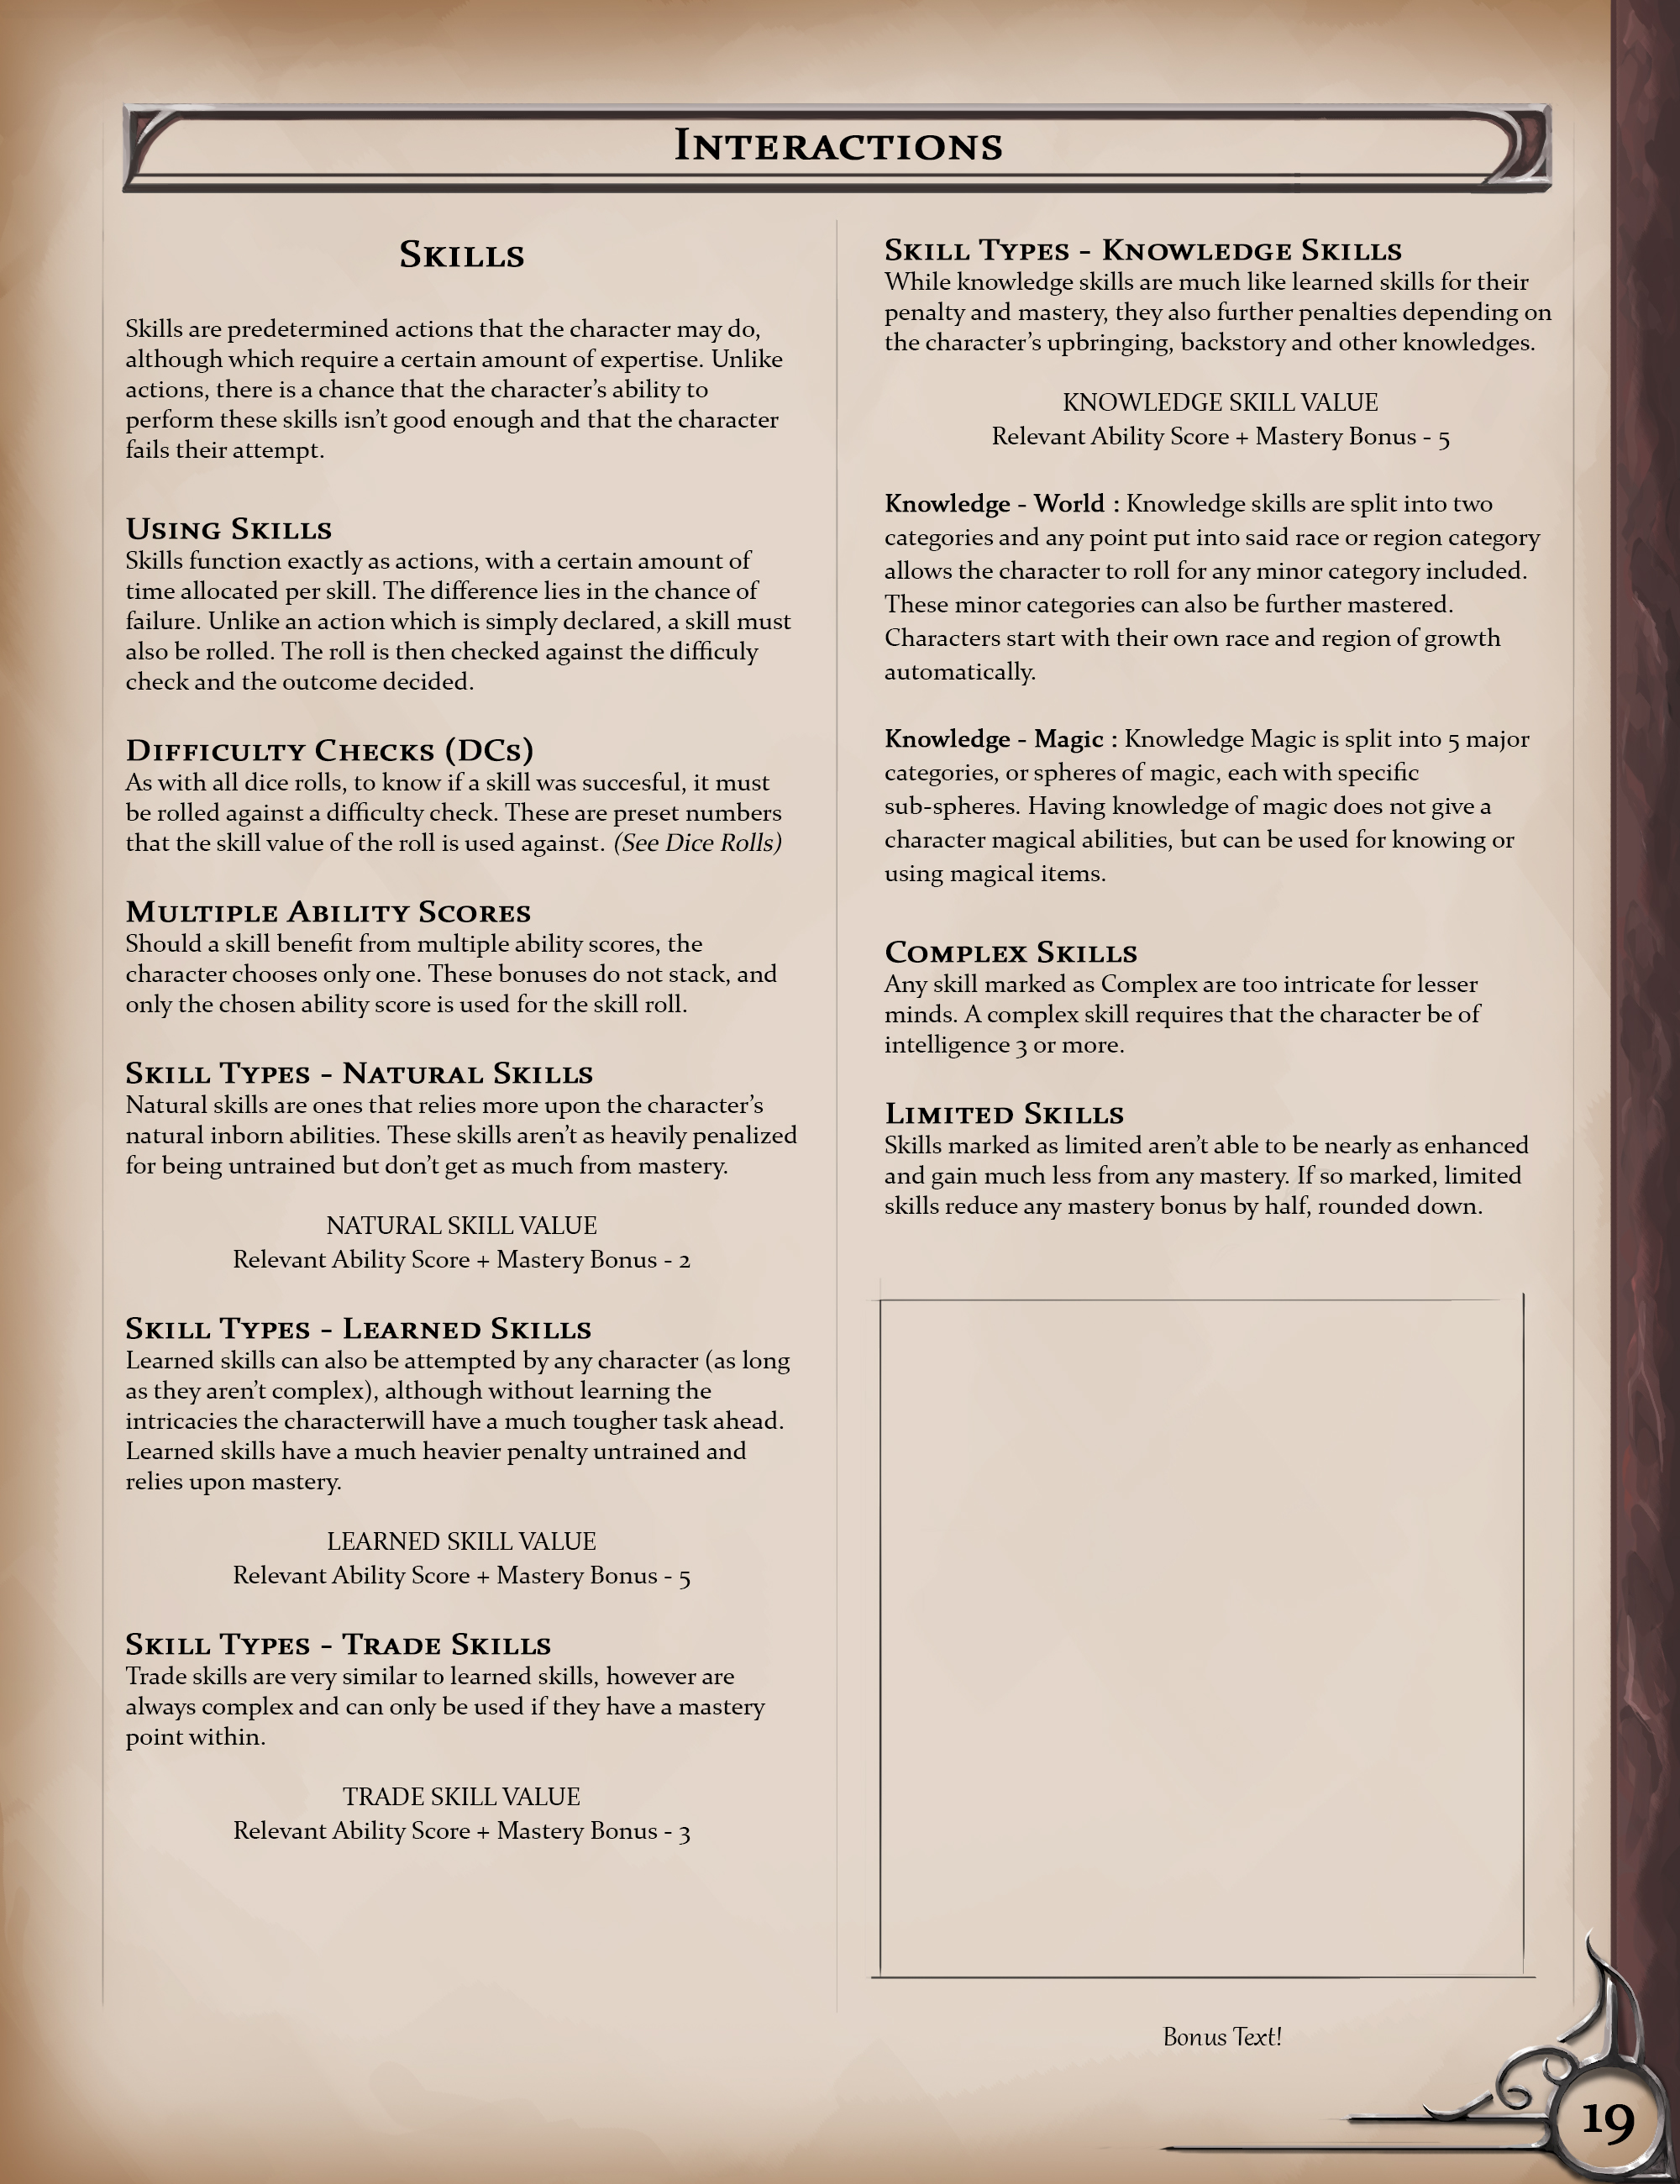 Interactions
Skills
Skills are predetermined actions that the character may do,
although which require a certain amount of expertise. Unlike
actions, there is a chance that the character’s ability to
perform these skills isn’t good enough and that the character
fails their attempt.
Using Skills
Skills function exactly as actions, with a certain amount of
time allocated per skill. The difference lies in the chance of
failure. Unlike an action which is simply declared, a skill must
also be rolled. The roll is then checked against the difficuly
check and the outcome decided.
Difficulty Checks (DCs)
As with all dice rolls, to know if a skill was succesful, it must
be rolled against a difficulty check. These are preset numbers
that the skill value of the roll is used against. (See Dice Rolls)
Multiple Ability Scores
Should a skill benefit from multiple ability scores, the
character chooses only one. These bonuses do not stack, and
only the chosen ability score is used for the skill roll.
Skill Types - Natural Skills
Natural skills are ones that relies more upon the character’s
natural inborn abilities. These skills aren’t as heavily penalized
for being untrained but don’t get as much from mastery.
NATURAL SKILL VALUE
Relevant Ability Score + Mastery Bonus - 2
Skill Types - Learned Skills
Learned skills can also be attempted by any character (as long
as they aren’t complex), although without learning the
intricacies the characterwill have a much tougher task ahead.
Learned skills have a much heavier penalty untrained and
relies upon mastery.
LEARNED SKILL VALUE
Relevant Ability Score + Mastery Bonus - 5
Skill Types - Trade Skills
Trade skills are very similar to learned skills, however are
always complex and can only be used if they have a mastery
point within.
TRADE SKILL VALUE
Relevant Ability Score + Mastery Bonus - 3
Skill Types - Knowledge Skills
While knowledge skills are much like learned skills for their
penalty and mastery, they also further penalties depending on
the character’s upbringing, backstory and other knowledges.
KNOWLEDGE SKILL VALUE
Relevant Ability Score + Mastery Bonus - 5
Knowledge - World : Knowledge skills are split into two
categories and any point put into said race or region category
allows the character to roll for any minor category included.
These minor categories can also be further mastered.
Characters start with their own race and region of growth
automatically.
Knowledge - Magic : Knowledge Magic is split into 5 major
categories, or spheres of magic, each with specific
sub-spheres. Having knowledge of magic does not give a
character magical abilities, but can be used for knowing or
using magical items.
Complex Skills
Any skill marked as Complex are too intricate for lesser
minds. A complex skill requires that the character be of
intelligence 3 or more.
Limited Skills
Skills marked as limited aren’t able to be nearly as enhanced
and gain much less from any mastery. If so marked, limited
skills reduce any mastery bonus by half, rounded down.
Bonus Text!
19